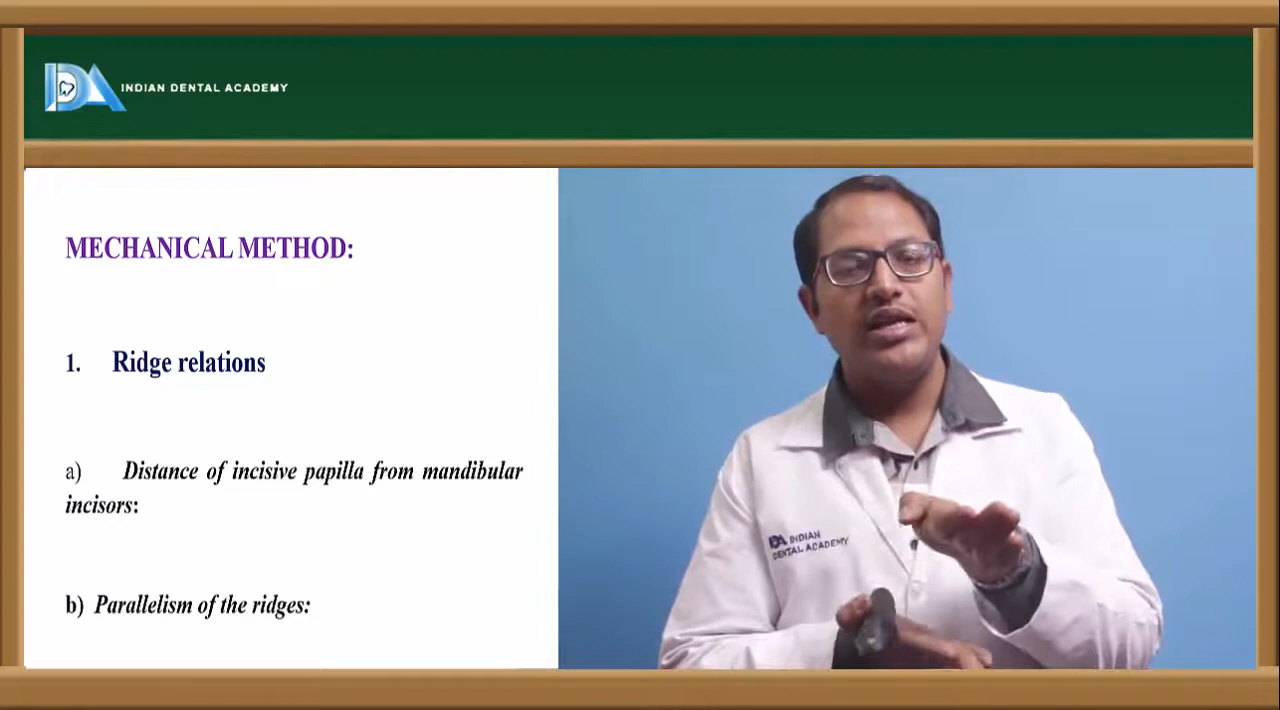 INDIAN DENTAL ACADEMY
MECHANICAL METHOD:
1. Ridge relations
a) Distance of incisive papilla from mandibular
incisors:
b) Parallelism of the ridges:
IDA INDIAN
DENTAL ACADEMY